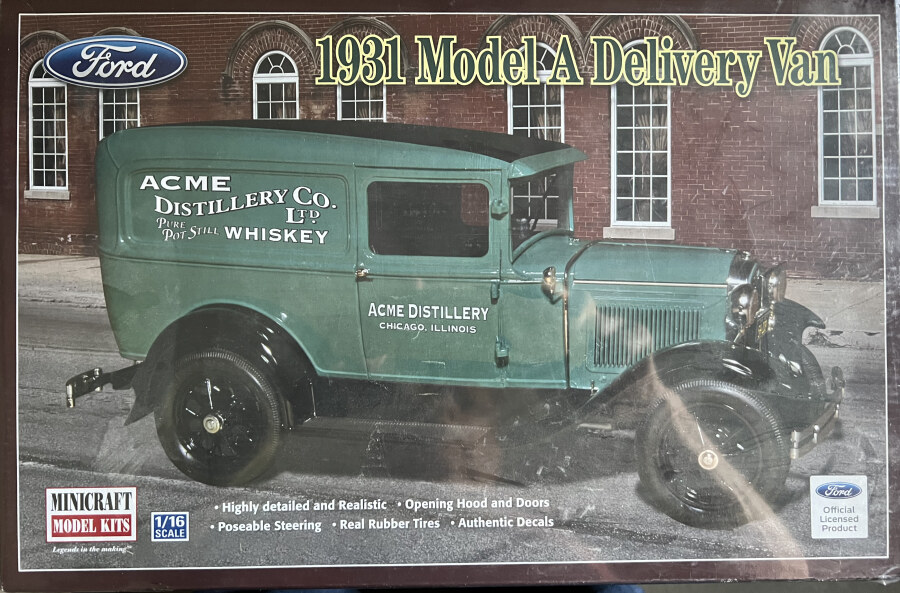 Ford
1931 Model A Delivery Van
ACME
DISTILLERY CO.
LTD
PURE
POT STILL WHISKEY
ACME DISTILLERY
CHICAGO, ILLINOIS
MINICRAFT
MODEL KITS
Legends in the making™
1/16
SCALE
• Highly detailed and Realistic • Opening Hood and Doors
• Poseable Steering • Real Rubber Tires • Authentic Decals
Ford
Official
Licensed
Product